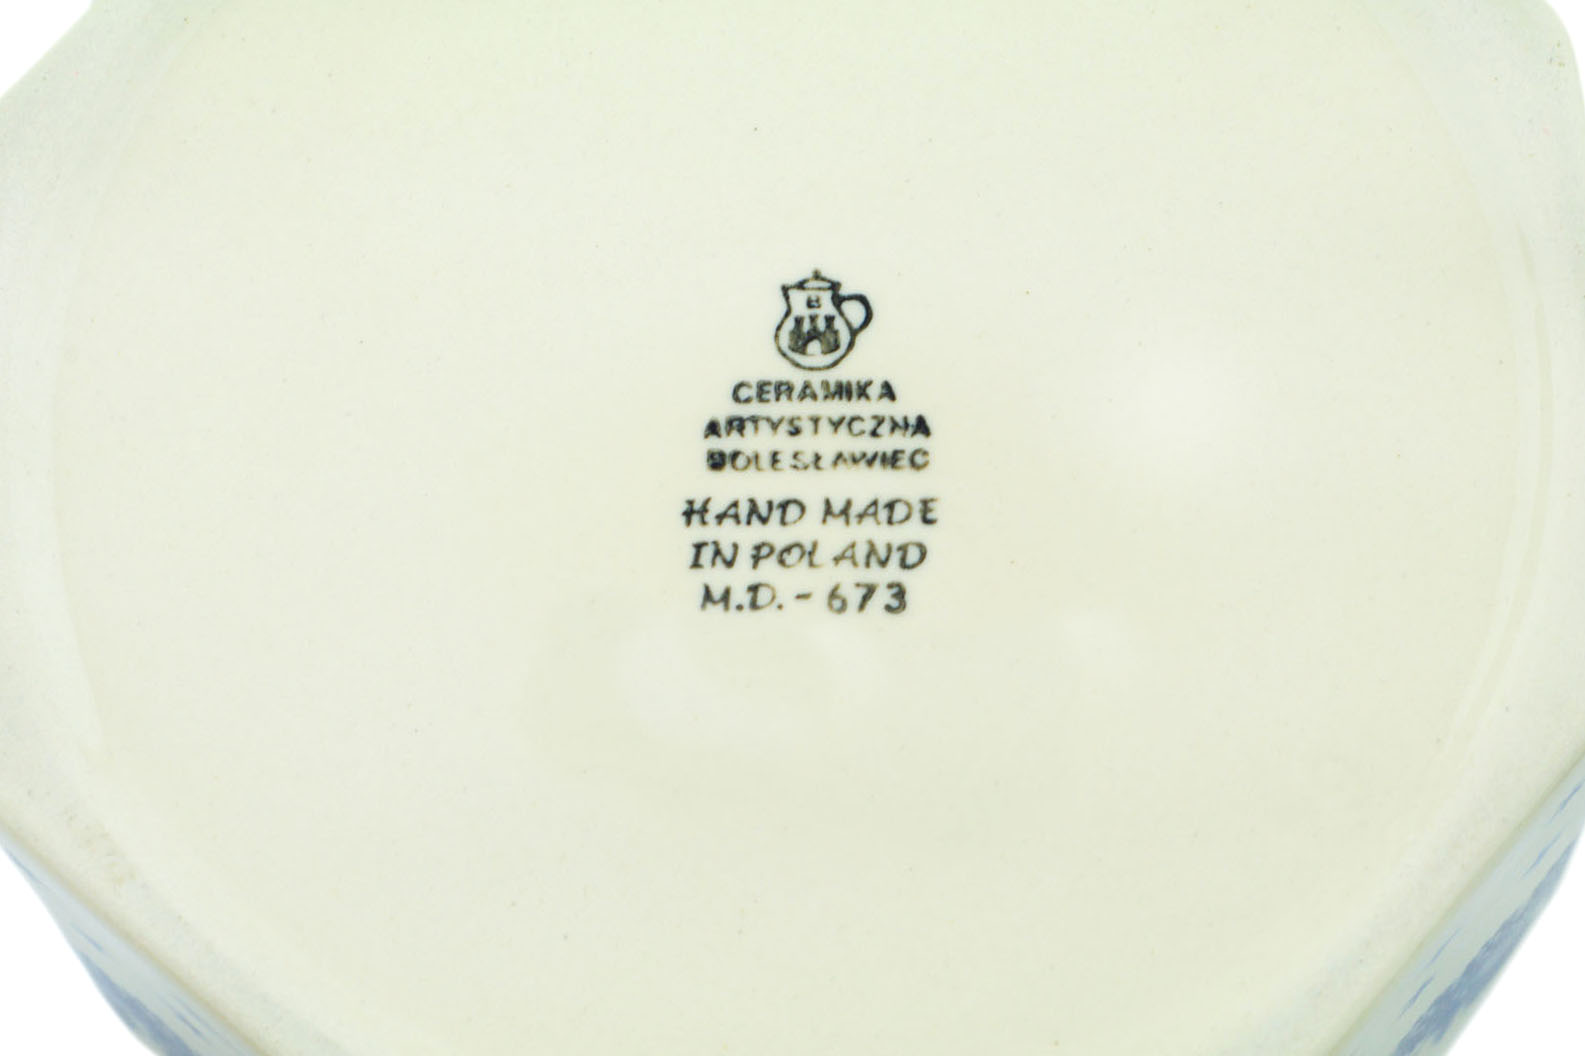 B
CERAMIKA
ARTYSTYCZNA
BOLESŁAWIEC
HAND MADE
IN POLAND
M.D. - 673